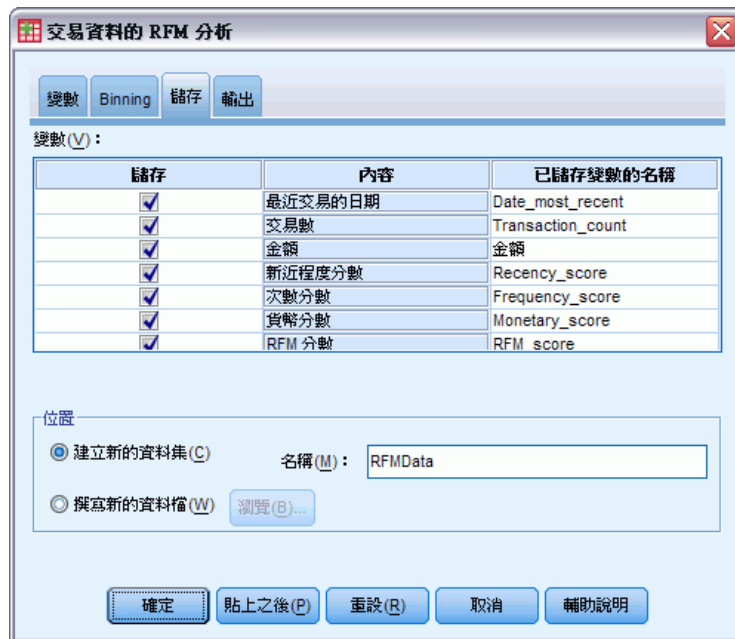 交易資料的 RFM 分析
變數 Binning 儲存 輸出
變數(V)：
儲存 內容 已儲存變數的名稱
最近交易的日期 Date_most_recent
交易數 Transaction_count
金額 金額
新近程度分數 Recency_score
次數分數 Frequency_score
貨幣分數 Monetary_score
RFM 分數 RFM_score
位置
建立新的資料集(C) 名稱(M)： RFMData
撰寫新的資料檔(W) 瀏覽(B)...
確定 貼上之後(P) 重設(R) 取消 輔助說明